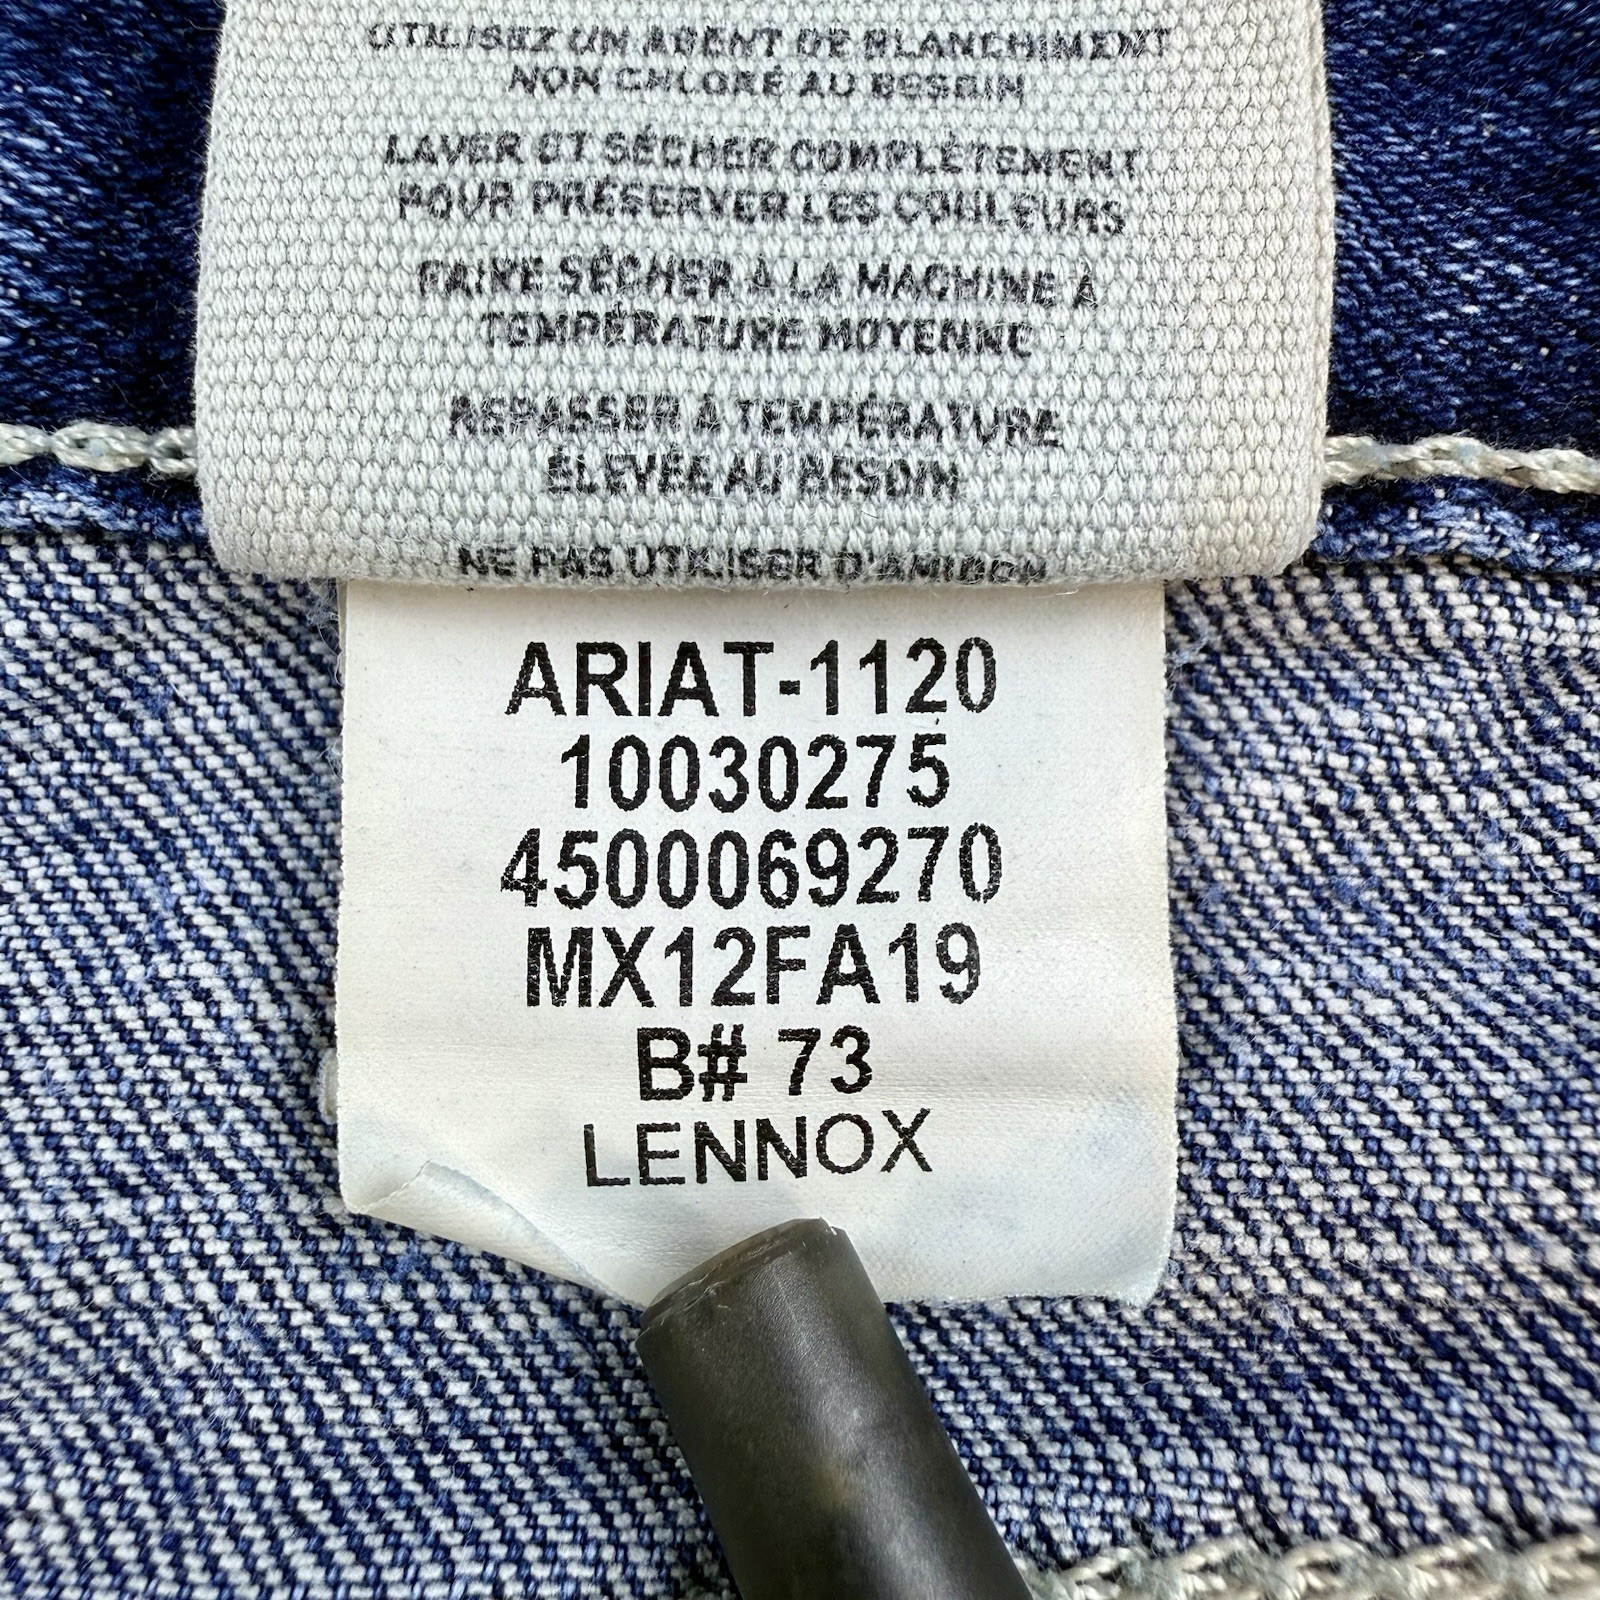 UTILISEZ UN AGENT DE BLANCHIMENT
NON CHLORÉ AU BESOIN
LAVER ET SÉCHER COMPLÈTEMENT
POUR PRÉSERVER LES COULEURS
FAIRE SÉCHER À LA MACHINE À
TEMPÉRATURE MOYENNE
REPASSER À TEMPÉRATURE
ÉLEVÉE AU BESOIN
NE PAS UTILISER D'AMIDON
ARIAT-1120
10030275
4500069270
MX12FA19
B# 73
LENNOX